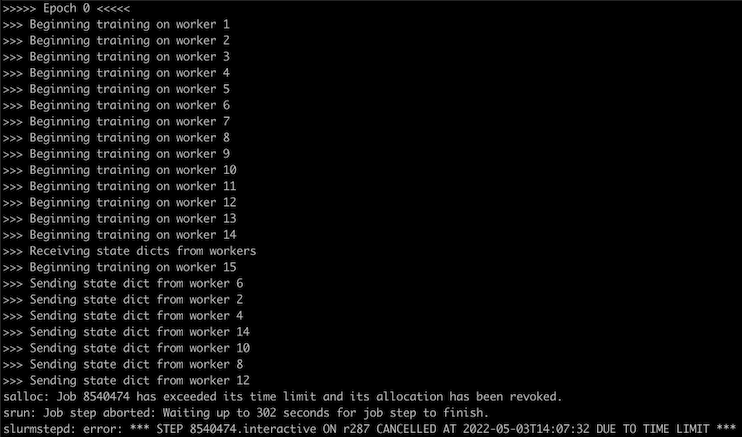 >>>>> Epoch 0 <<<<<
>>> Beginning training on worker 1
>>> Beginning training on worker 2
>>> Beginning training on worker 3
>>> Beginning training on worker 4
>>> Beginning training on worker 5
>>> Beginning training on worker 6
>>> Beginning training on worker 7
>>> Beginning training on worker 8
>>> Beginning training on worker 9
>>> Beginning training on worker 10
>>> Beginning training on worker 11
>>> Beginning training on worker 12
>>> Beginning training on worker 13
>>> Beginning training on worker 14
>>> Receiving state dicts from workers
>>> Beginning training on worker 15
>>> Sending state dict from worker 6
>>> Sending state dict from worker 2
>>> Sending state dict from worker 4
>>> Sending state dict from worker 14
>>> Sending state dict from worker 10
>>> Sending state dict from worker 8
>>> Sending state dict from worker 12
salloc: Job 8540474 has exceeded its time limit and its allocation has been revoked.
srun: Job step aborted: Waiting up to 302 seconds for job step to finish.
slurmstepd: error: *** STEP 8540474.interactive ON r287 CANCELLED AT 2022-05-03T14:07:32 DUE TO TIME LIMIT ***